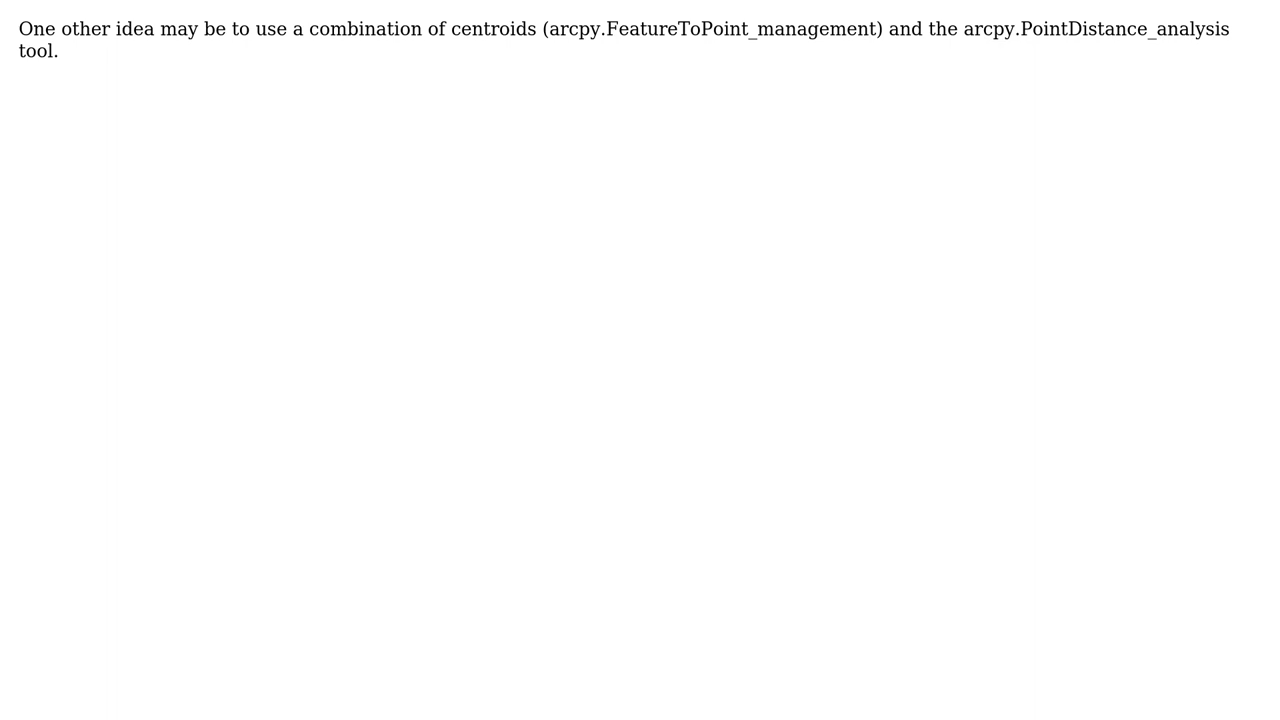 One other idea may be to use a combination of centroids (arcpy.FeatureToPoint_management) and the arcpy.PointDistance_analysis
tool.